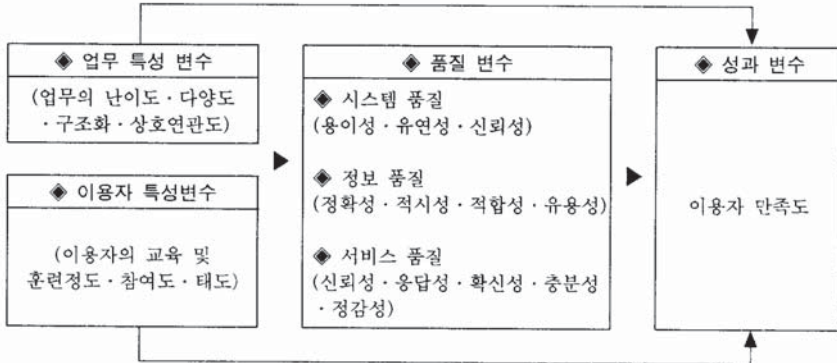 ◈ 업무 특성 변수
(업무의 난이도 · 다양도
· 구조화 · 상호연관도)
◈ 이용자 특성변수
(이용자의 교육 및
훈련정도 · 참여도 · 태도)
◈ 품질 변수
◈ 시스템 품질
(용이성 · 유연성 · 신뢰성)
◈ 정보 품질
(정확성 · 적시성 · 적합성 · 유용성)
◈ 서비스 품질
(신뢰성 · 응답성 · 확신성 · 충분성
· 정감성)
◈ 성과 변수
이용자 만족도